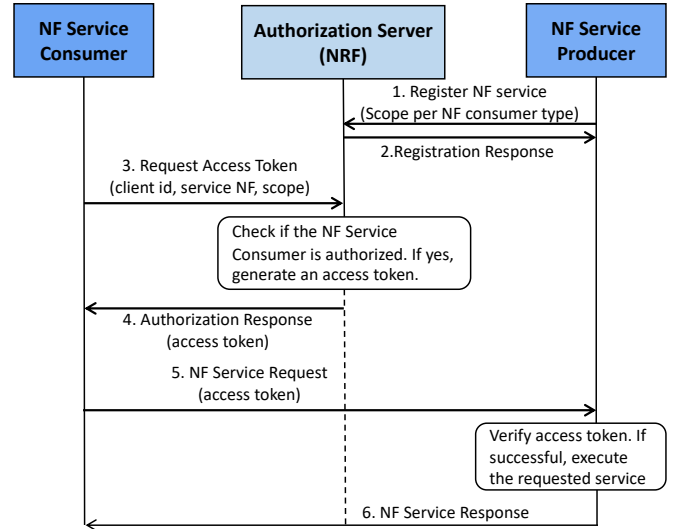 NF Service
Consumer
Authorization Server
(NRF)
NF Service
Producer
1. Register NF service
(Scope per NF consumer type)
2.Registration Response
3. Request Access Token
(client id, service NF, scope)
Check if the NF Service
Consumer is authorized. If yes,
generate an access token.
4. Authorization Response
(access token)
5. NF Service Request
(access token)
Verify access token. If
successful, execute
the requested service
6. NF Service Response